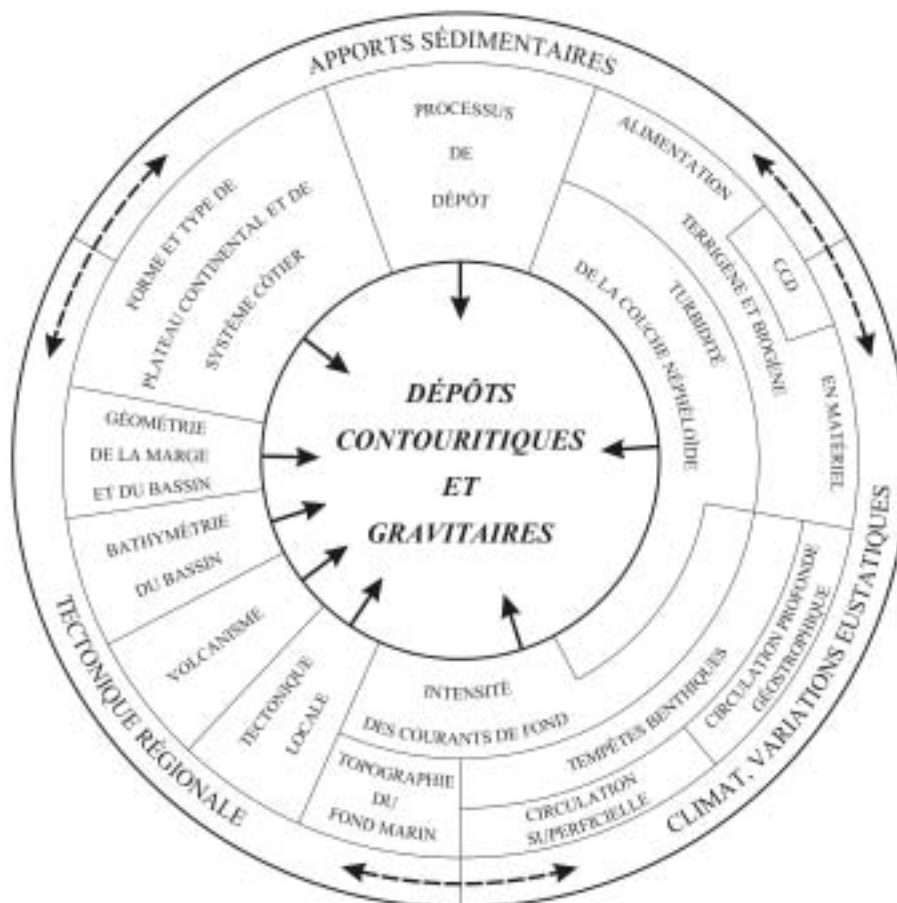 APPORTS SÉDIMENTAIRES
PROCESSUS
DE
DÉPÔT
ALIMENTATION
TERRIGÈNE ET BIOGÈNE
CCD
EN MATÉRIEL
TURBIDITÉ
DE LA COUCHE NÉPHÉLOÏDE
FORME ET TYPE DE
PLATEAU CONTINENTAL ET DE
SYSTÈME CÔTIER
GÉOMÉTRIE
DE LA MARGE
ET DU BASSIN
BATHYMÉTRIE
DU BASSIN
VOLCANISME
TECTONIQUE
LOCALE
DÉPÔTS
CONTOURITIQUES
ET
GRAVITAIRES
INTENSITÉ
DES COURANTS DE FOND
TOPOGRAPHIE
DU
FOND MARIN
TEMPÊTES BENTHIQUES
CIRCULATION
SUPERFICIELLE
CIRCULATION PROFONDE
GÉOSTROPHIQUE
TECTONIQUE RÉGIONALE
CLIMAT, VARIATIONS EUSTATIQUES